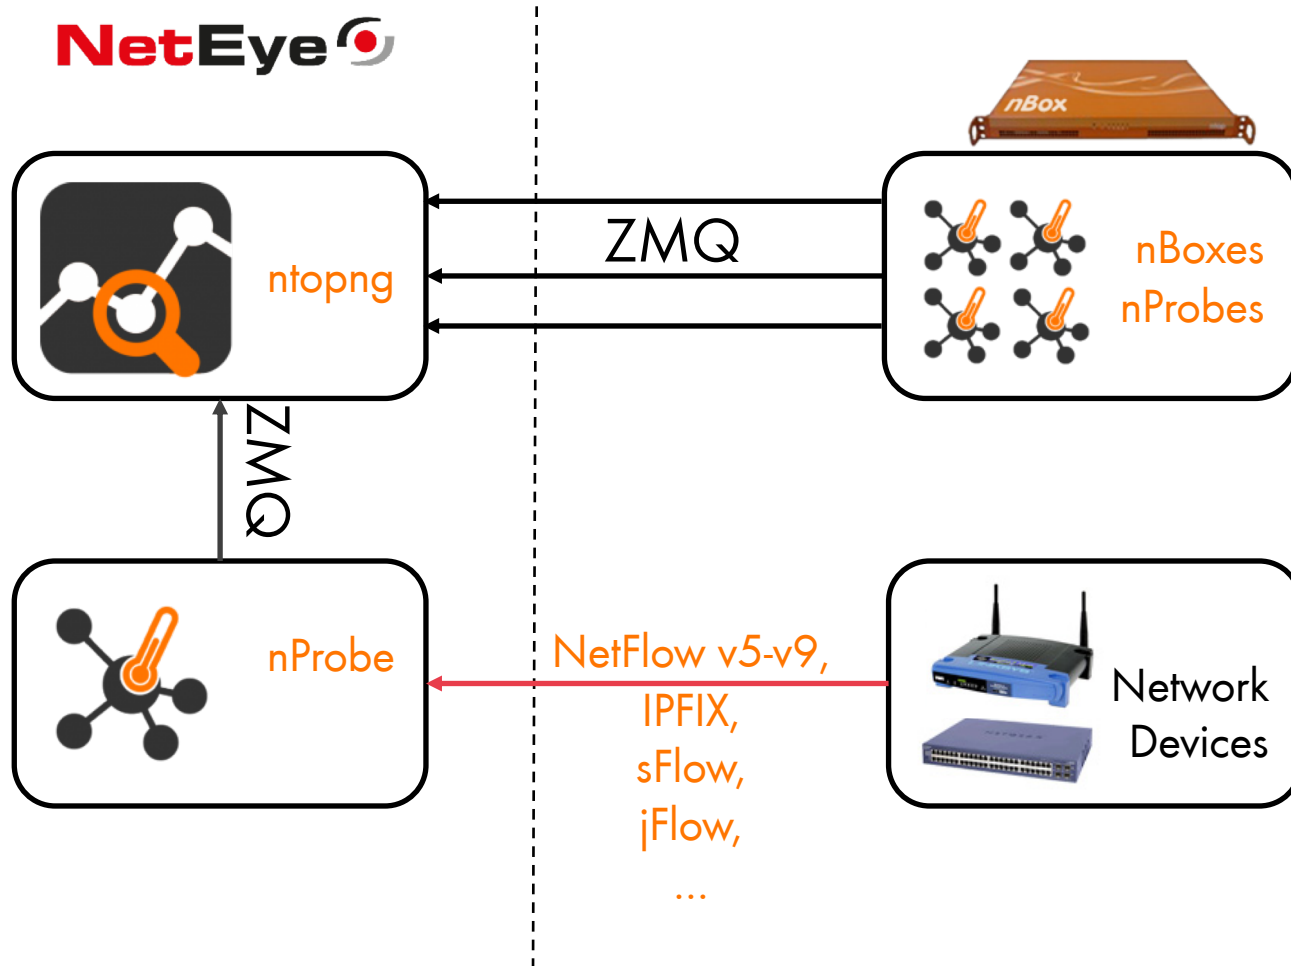 NetEye
nBox
ZMQ
ntopng
nBoxes
nProbes
ZMQ
nProbe
NetFlow v5-v9,
IPFIX,
sFlow,
jFlow,
...
Network
Devices